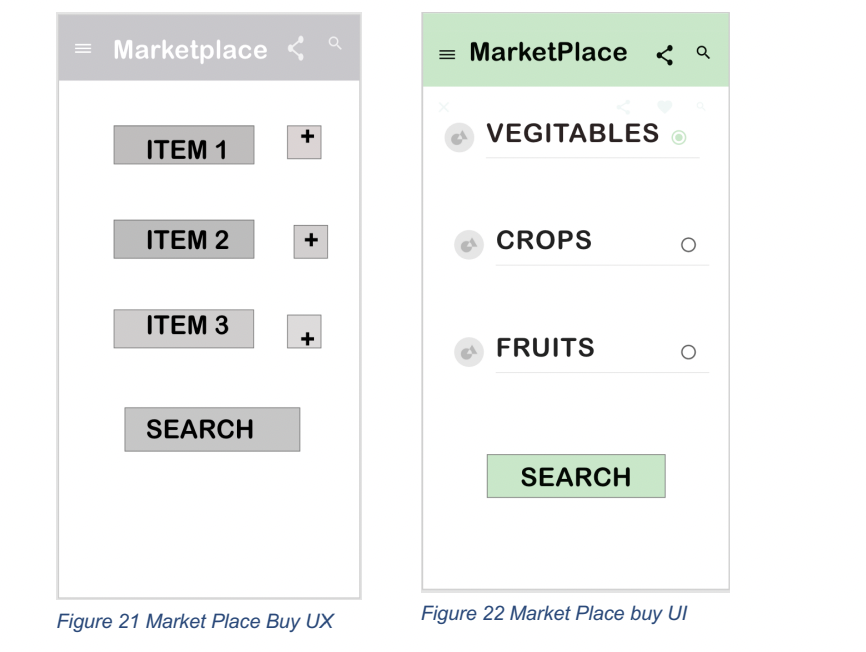 Marketplace
ITEM 1
+
ITEM 2
+
ITEM 3
+
SEARCH
Figure 21 Market Place Buy UX
MarketPlace
VEGITABLES
CROPS
FRUITS
SEARCH
Figure 22 Market Place buy UI